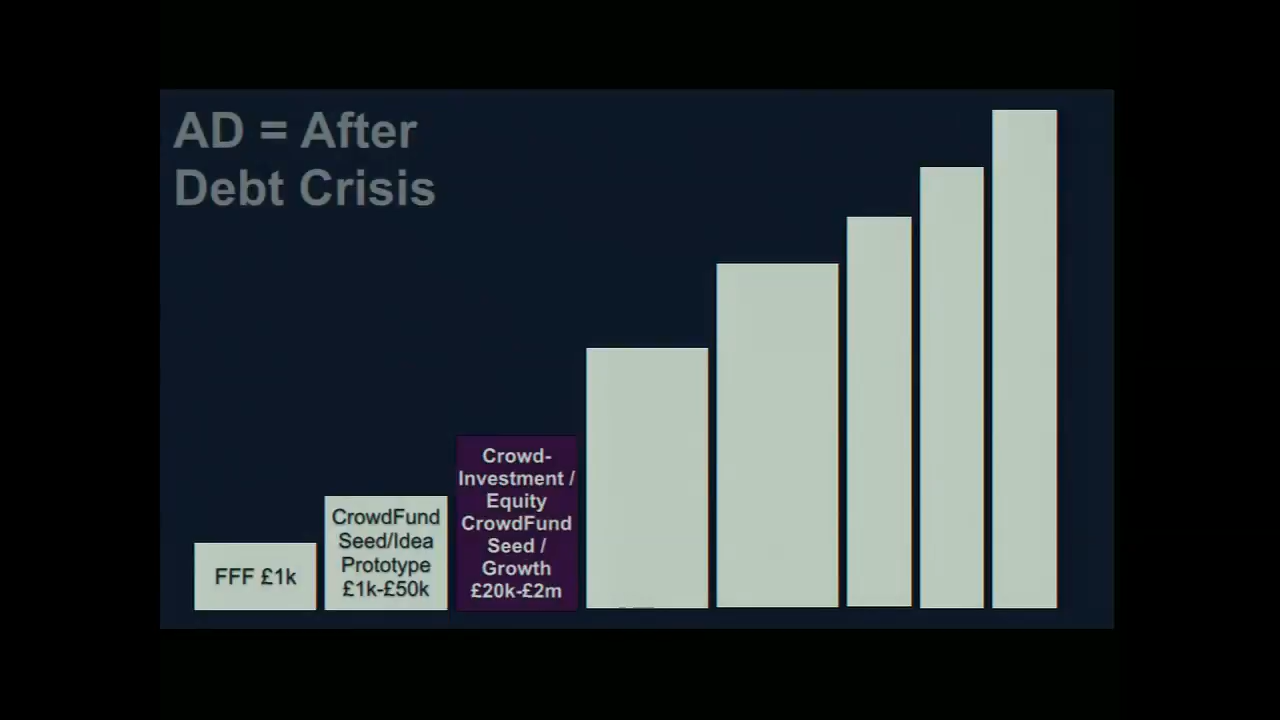 AD = After
Debt Crisis
FFF £1k
CrowdFund
Seed/Idea
Prototype
£1k-£50k
Crowd-
Investment /
Equity
CrowdFund
Seed /
Growth
£20k-£2m